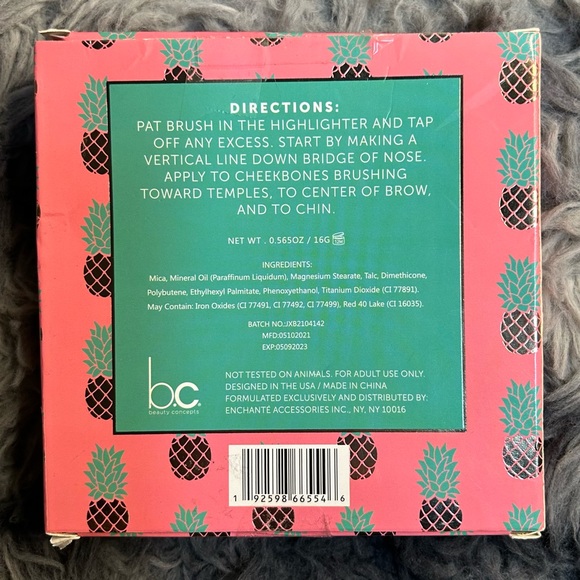 DIRECTIONS:
PAT BRUSH IN THE HIGHLIGHTER AND TAP
OFF ANY EXCESS. START BY MAKING A
VERTICAL LINE DOWN BRIDGE OF NOSE.
APPLY TO CHEEKBONES BRUSHING
TOWARD TEMPLES, TO CENTER OF BROW,
AND TO CHIN.
NET WT . 0.565OZ / 16G
INGREDIENTS:
Mica, Mineral Oil (Paraffinum Liquidum), Magnesium Stearate, Talc, Dimethicone,
Polybutene, Ethylhexyl Palmitate, Phenoxyethanol, Titanium Dioxide (CI 77891).
May Contain: Iron Oxides (CI 77491, CI 77492, CI 77499), Red 40 Lake (CI 16035).
BATCH NO.:JXB2104142
MFD:05102021
EXP:05092023
b.c.
beauty concepts
NOT TESTED ON ANIMALS. FOR ADULT USE ONLY.
DESIGNED IN THE USA / MADE IN CHINA
FORMULATED EXCLUSIVELY AND DISTRIBUTED BY:
ENCHANTÉ ACCESSORIES INC., NY, NY 10016
1 92598 66554 6